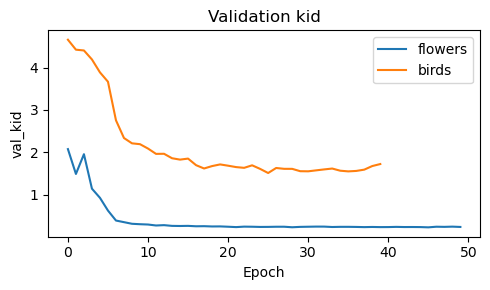 Validation kid
flowers
birds
val_kid
4
3
2
1
0 10 20 30 40 50
Epoch